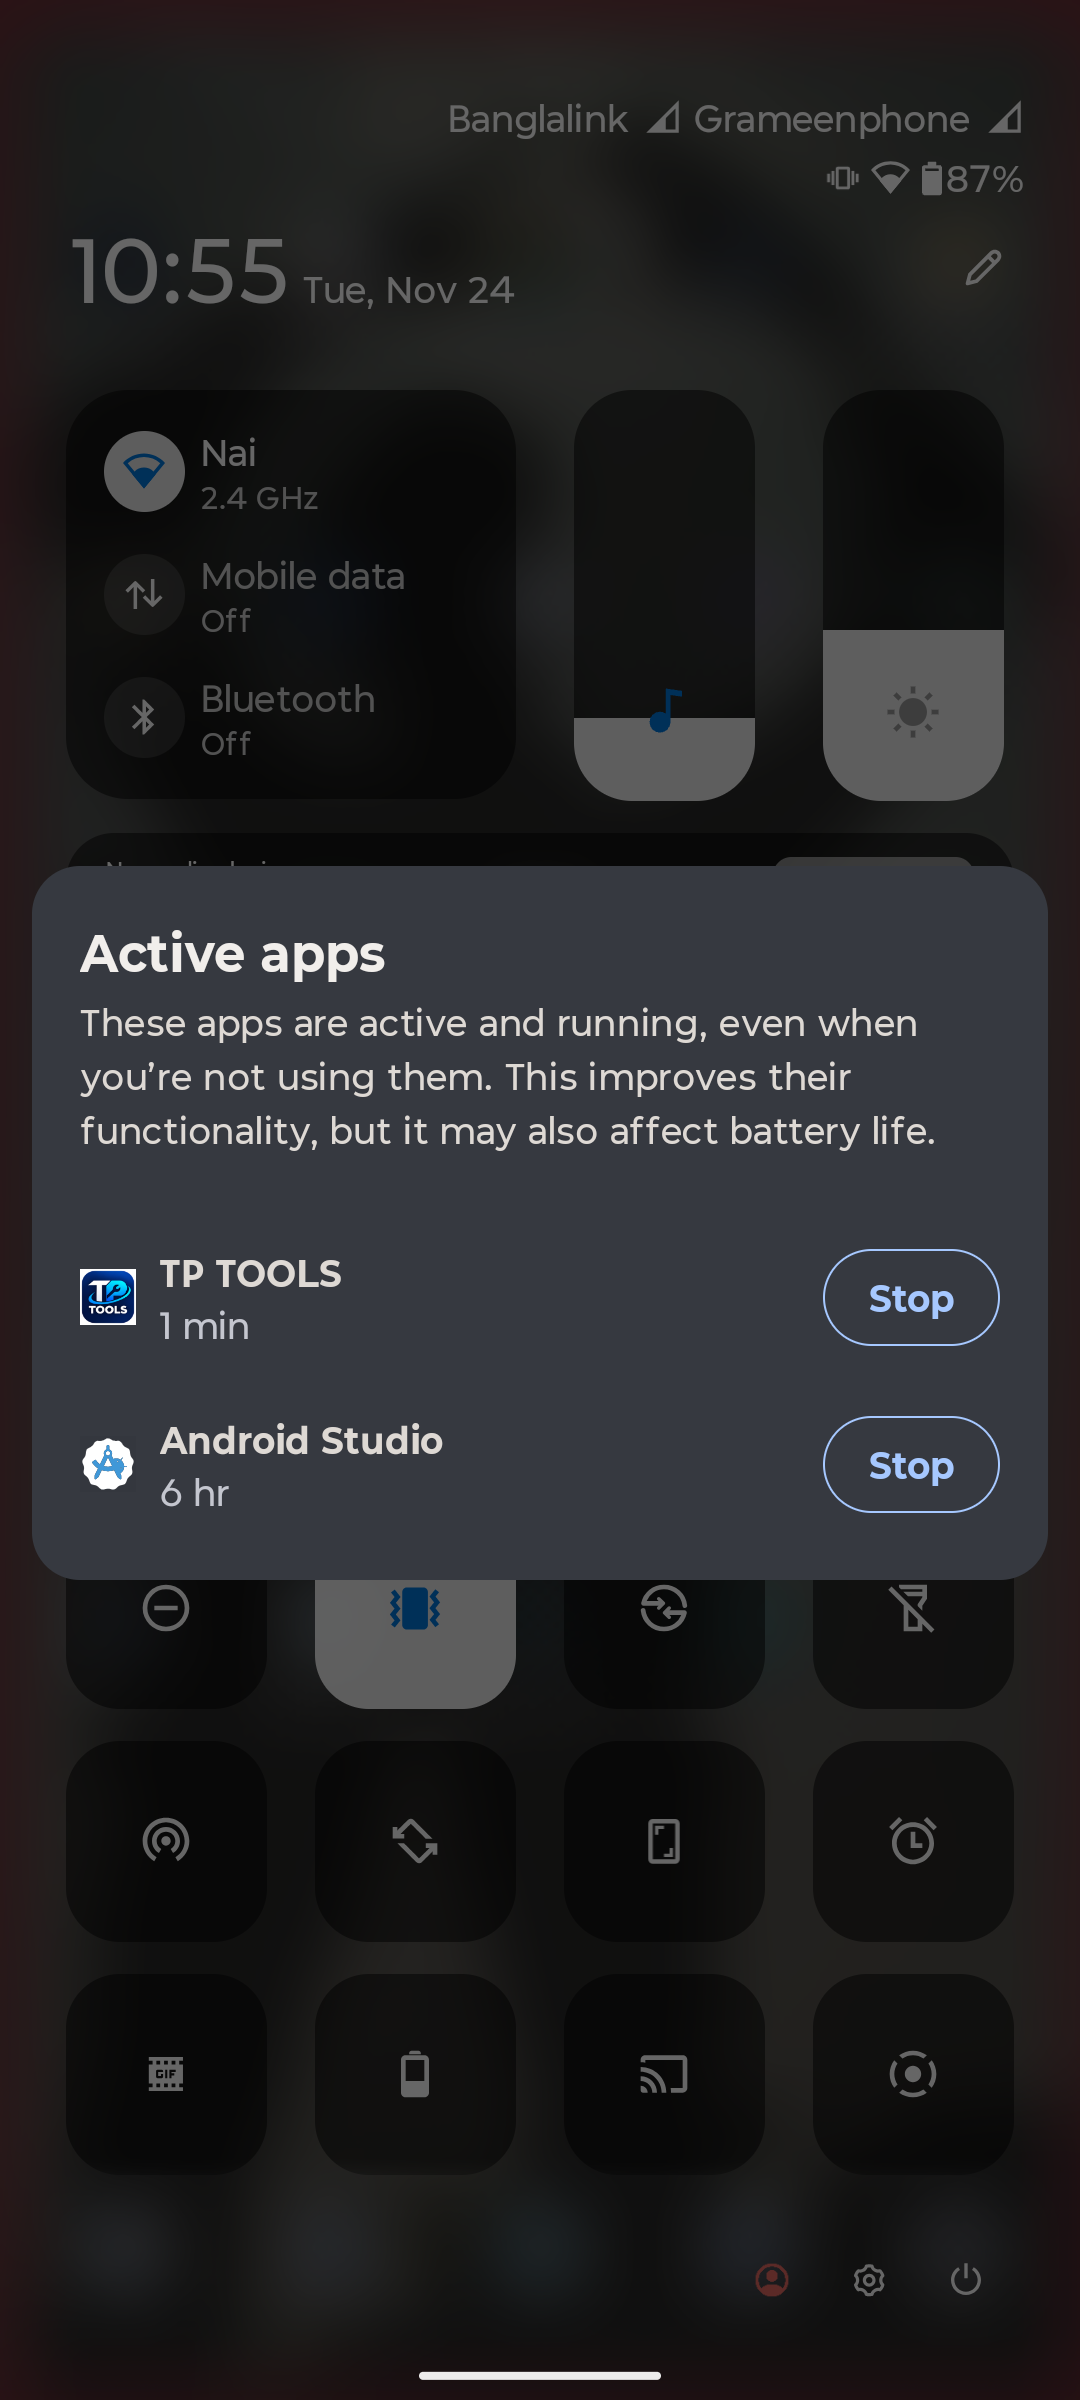 Banglalink Grameenphone
87%
10:55 Tue, Nov 24
Nai
2.4 GHz
Mobile data
Off
Bluetooth
Off
Active apps
These apps are active and running, even when
you’re not using them. This improves their
functionality, but it may also affect battery life.
TP TOOLS
1 min
Stop
Android Studio
6 hr
Stop
GIF